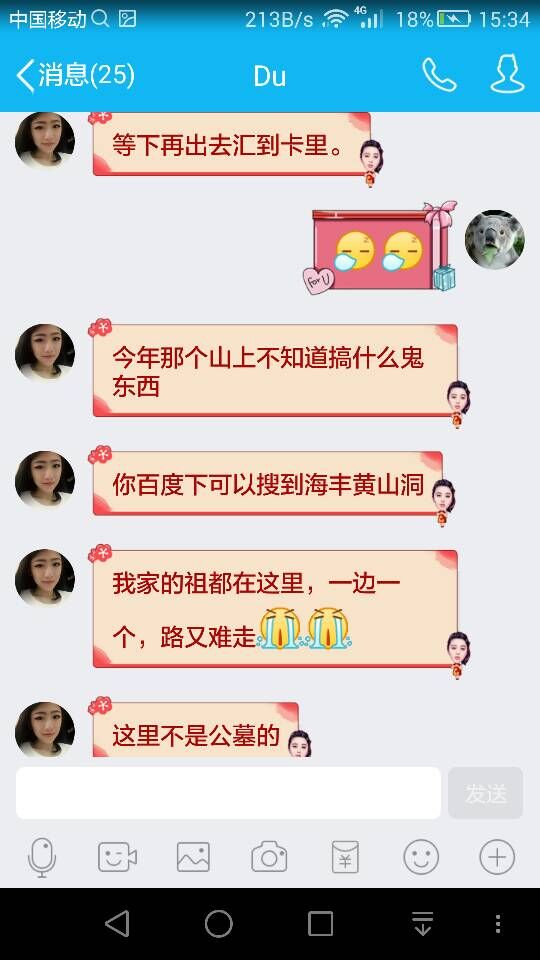 中国移动 213B/s 4G 18% 15:34
消息(25) Du
等下再出去汇到卡里。
for U
今年那个山上不知道搞什么鬼
东西
你百度下可以搜到海丰黄山洞
我家的祖都在这里，一边一
个，路又难走
这里不是公墓的
发送
¥